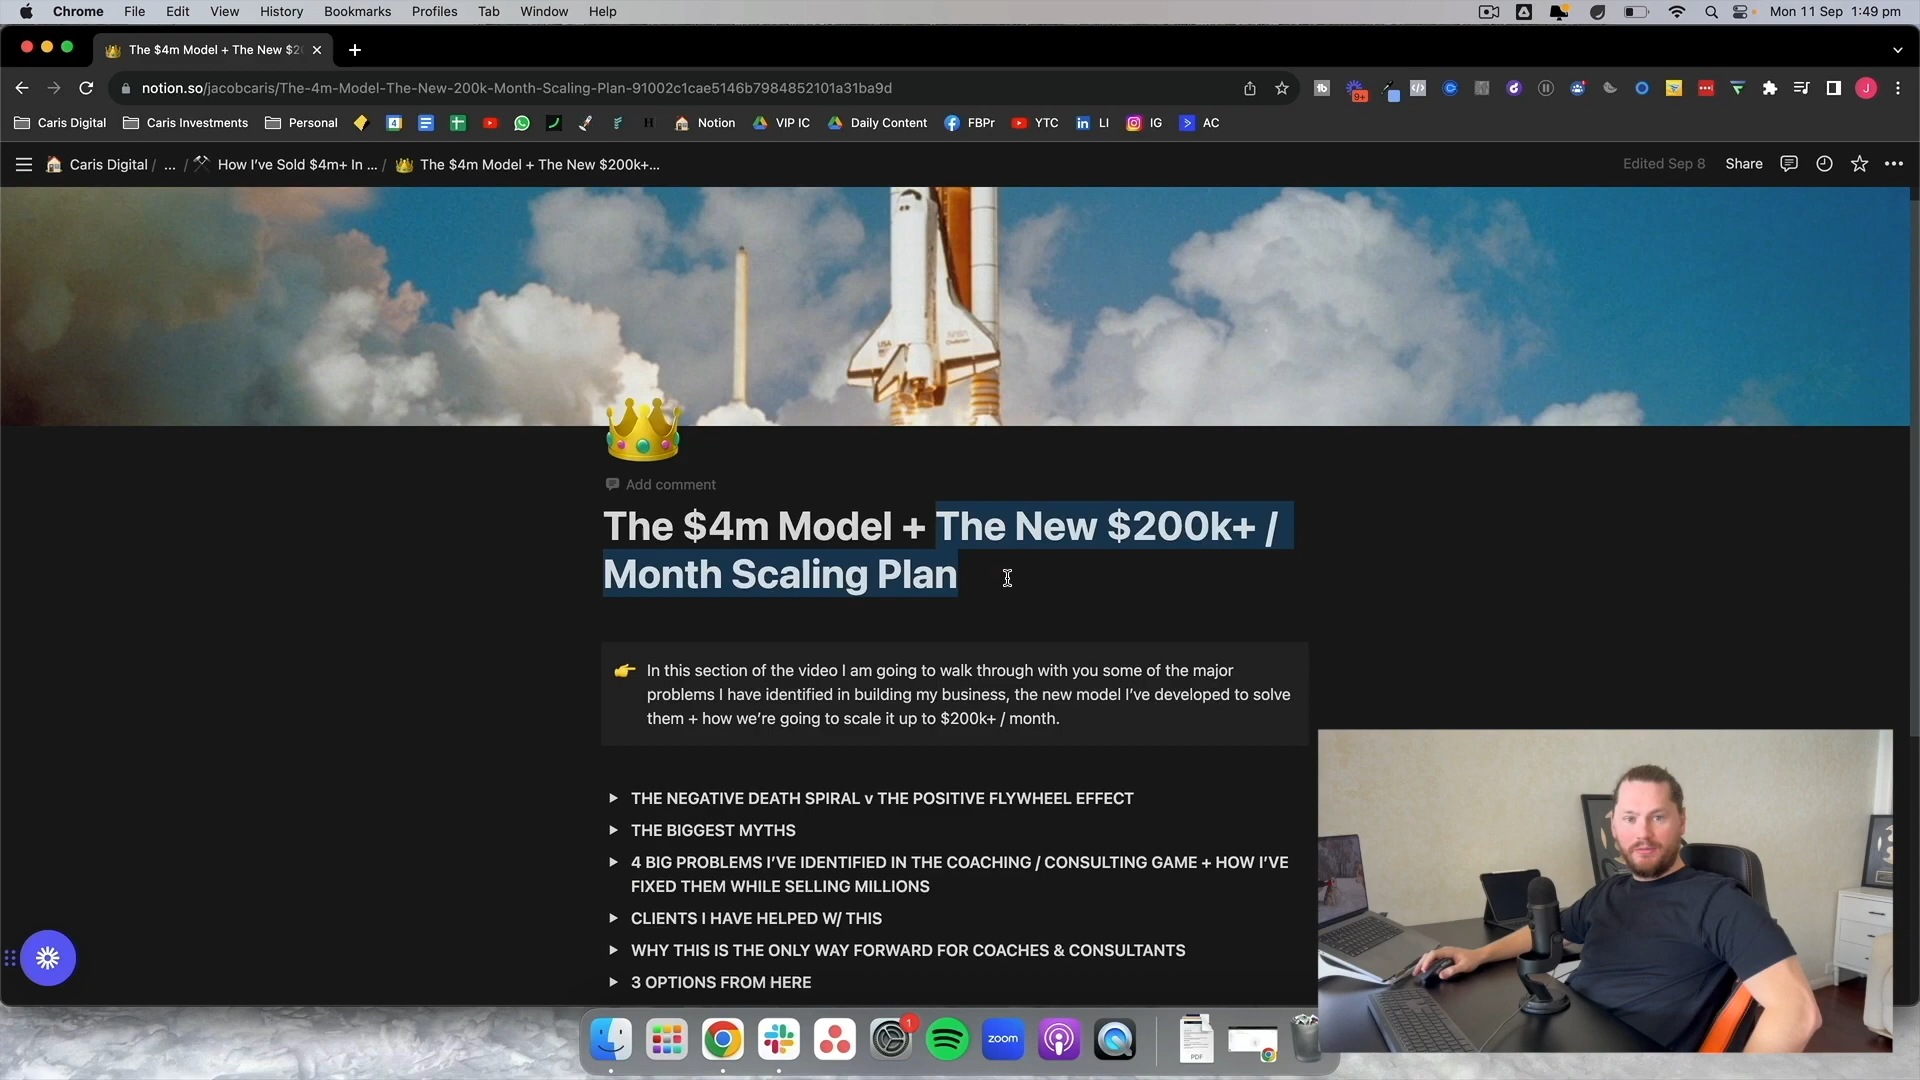 Chrome File Edit View History Bookmarks Profiles Tab Window Help
Mon 11 Sep 1:49 pm
The $4m Model + The New $20
notion.so/jacobcaris/The-4m-Model-The-New-200k-Month-Scaling-Plan-91002c1cae5146b7984852101a31ba9d
9+
J
Caris Digital Caris Investments Personal 4 H Notion VIP IC Daily Content FBPr YTC LI IG AC
Caris Digital / ... / How I've Sold $4m+ In ... / The $4m Model + The New $200k+...
Edited Sep 8 Share
USA
Add comment
The $4m Model + The New $200k+ /
Month Scaling Plan
In this section of the video I am going to walk through with you some of the major
problems I have identified in building my business, the new model I've developed to solve
them + how we're going to scale it up to $200k+ / month.
THE NEGATIVE DEATH SPIRAL v THE POSITIVE FLYWHEEL EFFECT
THE BIGGEST MYTHS
4 BIG PROBLEMS I'VE IDENTIFIED IN THE COACHING / CONSULTING GAME + HOW I'VE
FIXED THEM WHILE SELLING MILLIONS
CLIENTS I HAVE HELPED W/ THIS
WHY THIS IS THE ONLY WAY FORWARD FOR COACHES & CONSULTANTS
3 OPTIONS FROM HERE
1
zoom
PDF